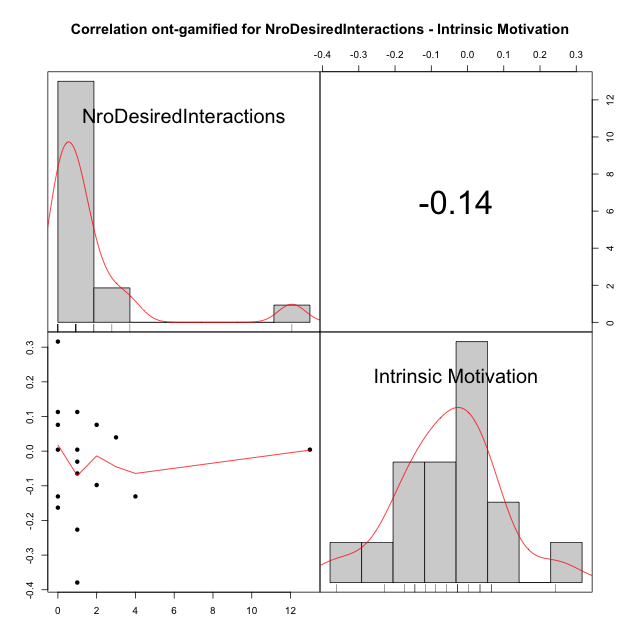 Correlation ont-gamified for NroDesiredInteractions - Intrinsic Motivation
-0.4 -0.3 -0.2 -0.1 0.0 0.1 0.2 0.3
NroDesiredInteractions
-0.14
0 2 4 6 8 10 12
-0.4 -0.3 -0.2 -0.1 0.0 0.1 0.2 0.3
Intrinsic Motivation
0 2 4 6 8 10 12